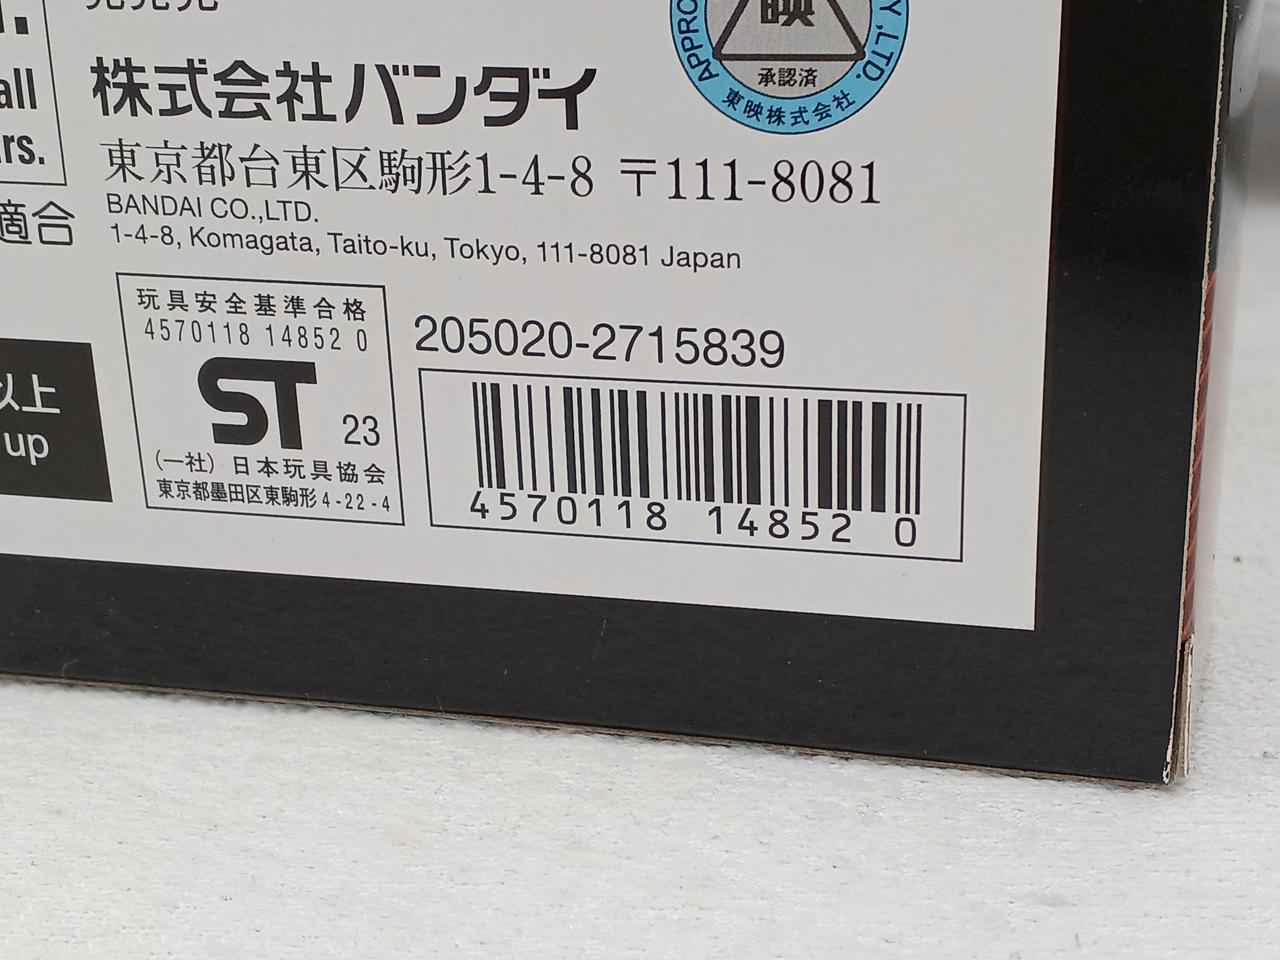 all
rs.
適合
以上
up
株式会社バンダイ
東京都台東区駒形1-4-8 〒111-8081
BANDAI CO.,LTD.
1-4-8, Komagata, Taito-ku, Tokyo, 111-8081 Japan
映
承認済
東映株式会社
APPRO
Y,LTD.
玩具安全基準合格
4570118 14852 0
ST 23
(一社) 日本玩具協会
東京都墨田区東駒形4-22-4
205020-2715839
4570118 14852 0